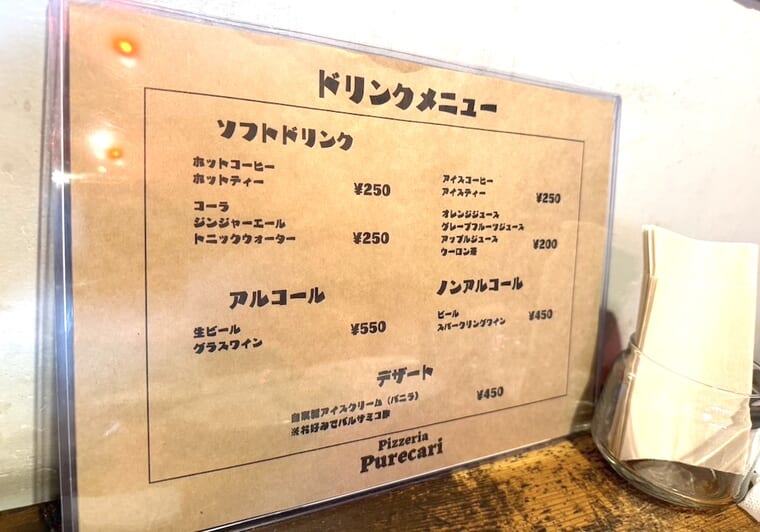 ドリンクメニュー
ソフトドリンク
ホットコーヒー
ホットティー
¥250
コーラ
ジンジャーエール
トニックウォーター
¥250
アイスコーヒー
アイスティー
¥250
オレンジジュース
グレープフルーツジュース
アップルジュース
ウーロン茶
¥200
アルコール
生ビール
グラスワイン
¥550
ノンアルコール
ビール
スパークリングワイン
¥450
デザート
自家製アイスクリーム（バニラ）
※お好みでバルサミコ酢
¥450
Pizzeria
Purecari